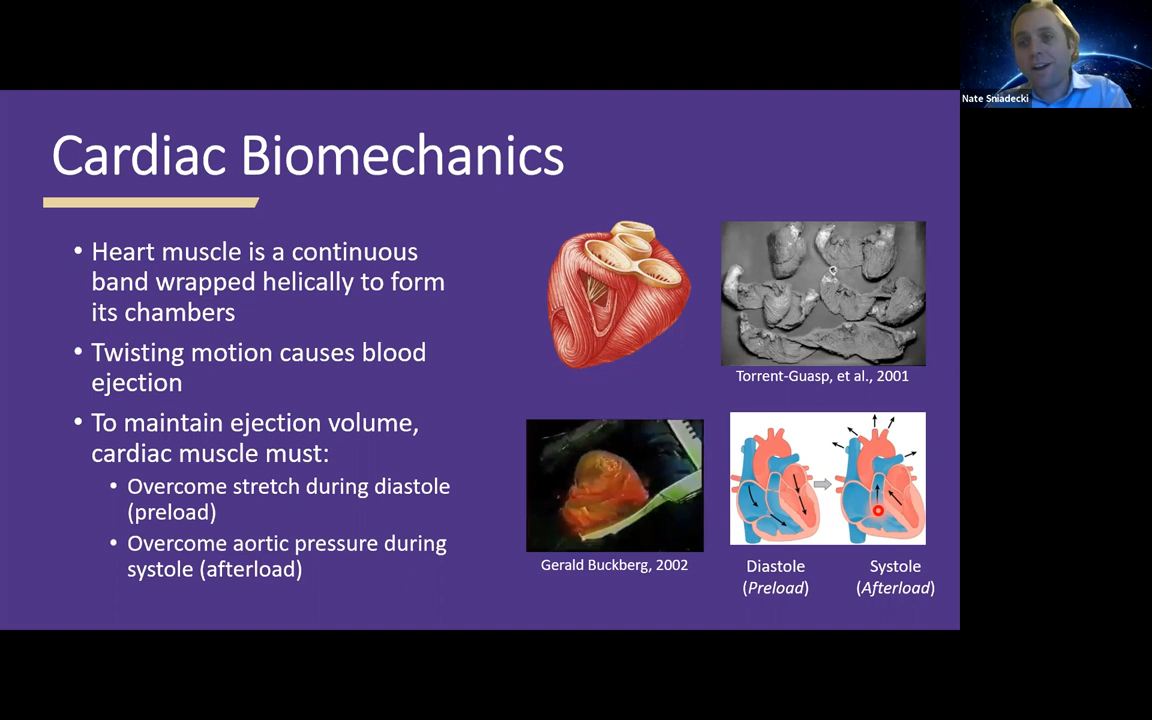 Nate Sniadecki
Cardiac Biomechanics
• Heart muscle is a continuous
band wrapped helically to form
its chambers
• Twisting motion causes blood
ejection
• To maintain ejection volume,
cardiac muscle must:
• Overcome stretch during diastole
(preload)
• Overcome aortic pressure during
systole (afterload)
Torrent-Guasp, et al., 2001
Gerald Buckberg, 2002
Diastole
(Preload)
Systole
(Afterload)